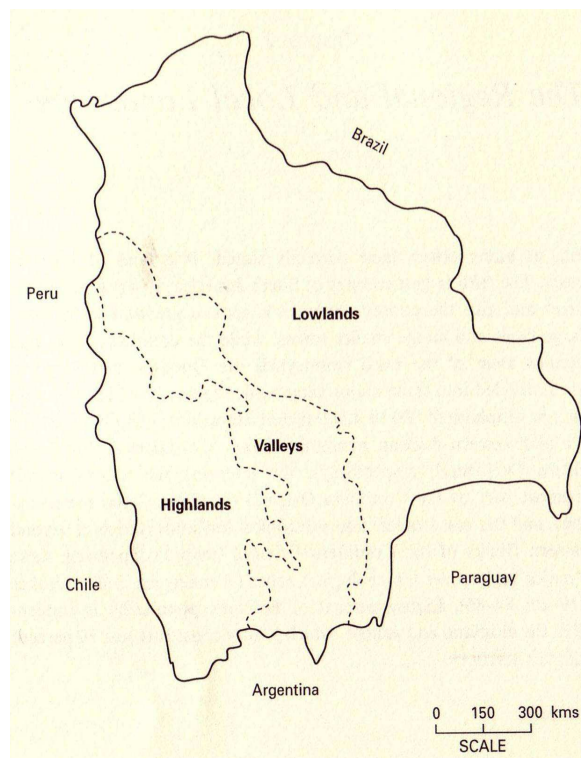 Brazil
Peru
Lowlands
Valleys
Highlands
Chile
Paraguay
Argentina
0 150 300 kms
SCALE